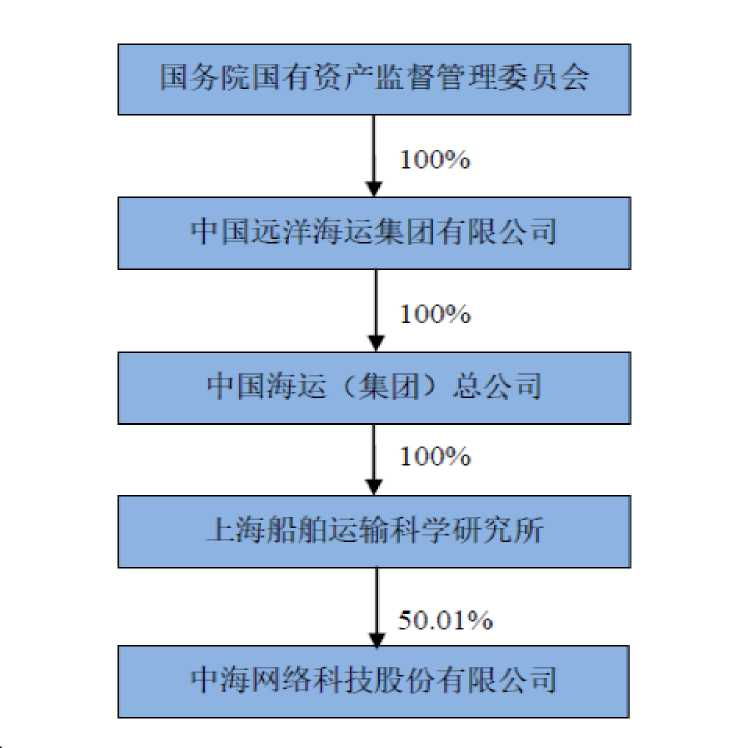 国务院国有资产监督管理委员会
100%
中国远洋海运集团有限公司
100%
中国海运（集团）总公司
100%
上海船舶运输科学研究所
50.01%
中海网络科技股份有限公司